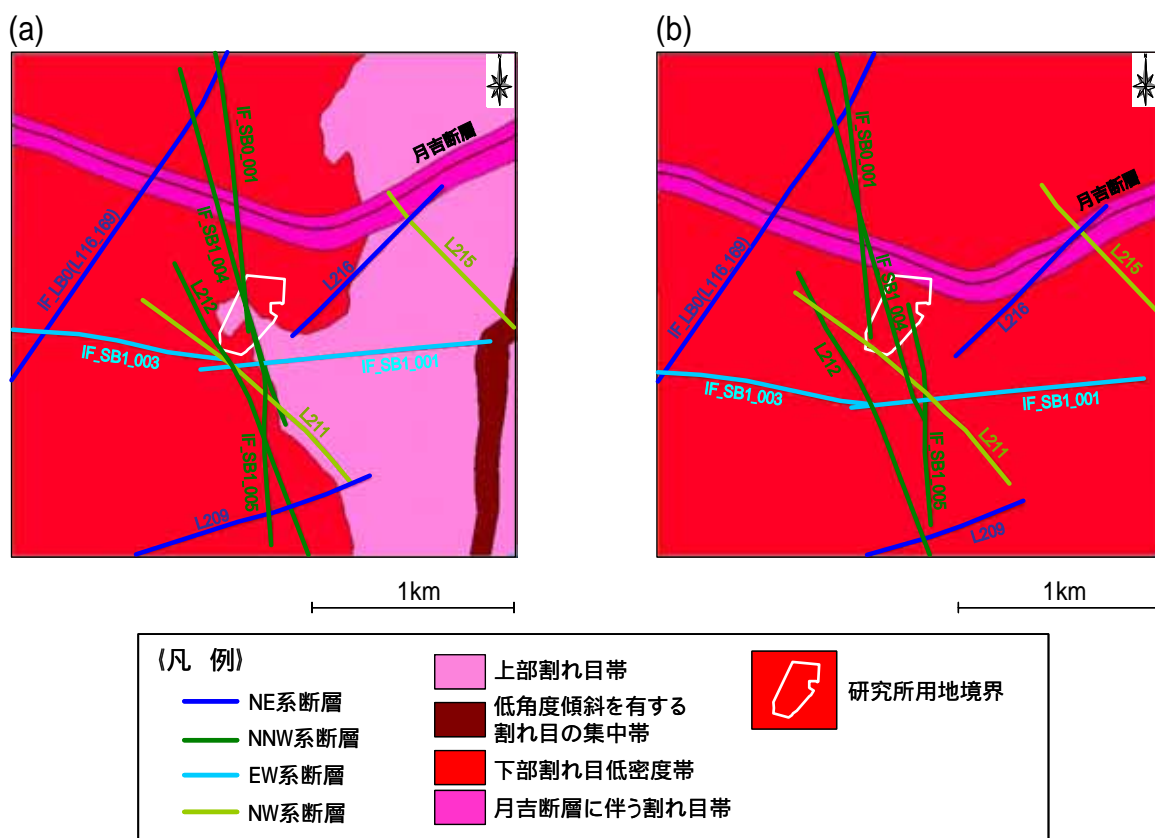 (a)
IF_SB0_001
月吉断層
IF_LB0(L116_169)
IF_SB1_004
L215
L216
L212
IF_SB1_003
IF_SB1_001
L211
IF_SB1_005
L209
1km
(b)
IF_SB0_001
月吉断層
IF_LB0(L116_169)
L215
IF_SB1_004
L216
L212
IF_SB1_003
IF_SB1_001
L211
IF_SB1_005
L209
1km
《凡 例》
NE系断層
NNW系断層
EW系断層
NW系断層
上部割れ目帯
低角度傾斜を有する
割れ目の集中帯
下部割れ目低密度帯
月吉断層に伴う割れ目帯
研究所用地境界